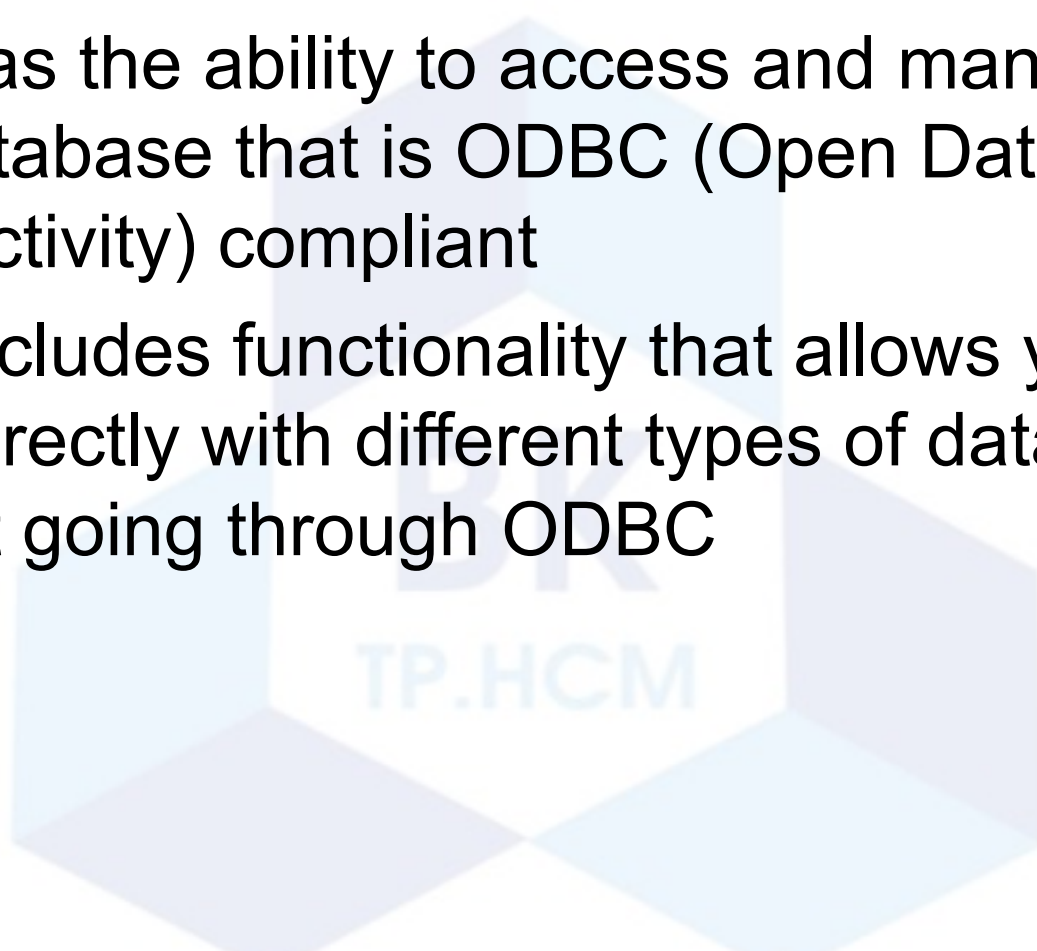 as the ability to access and man
tabase that is ODBC (Open Dat
ctivity) compliant
cludes functionality that allows y
rectly with different types of data
t going through ODBC
BK
TP.HCM